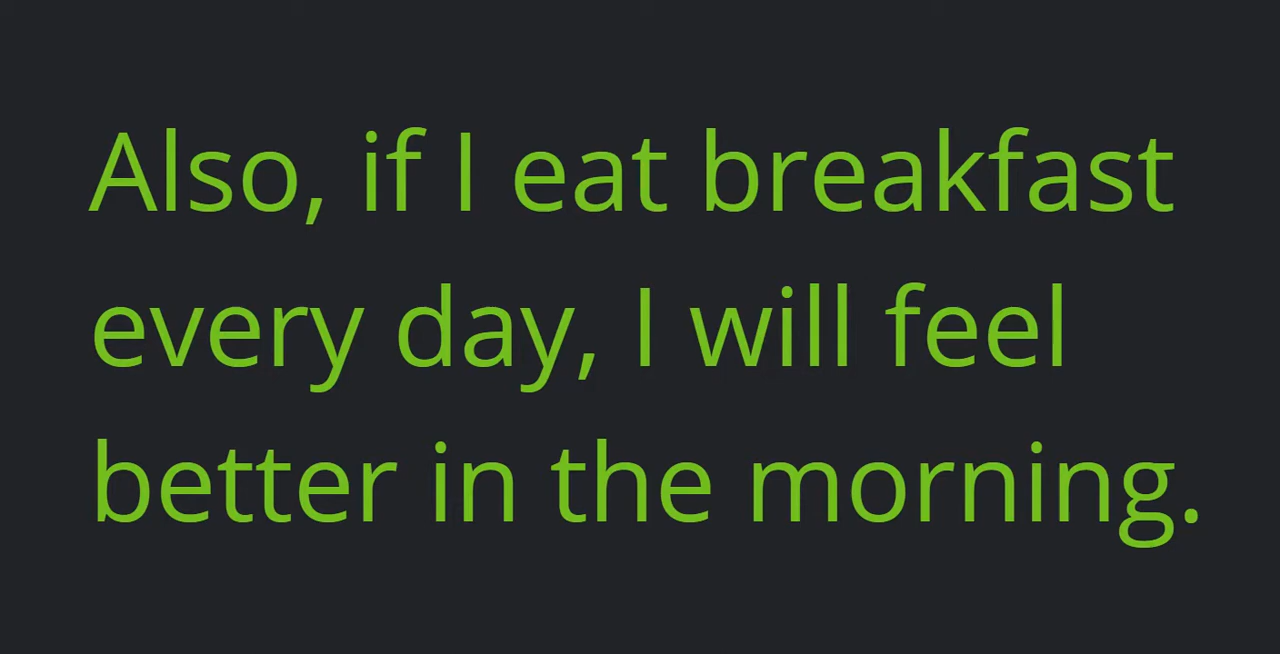 Also, if I eat breakfast
every day, I will feel
better in the morning.